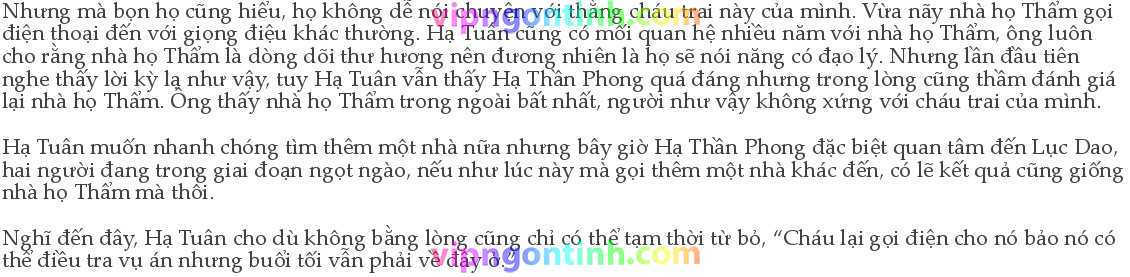 Nhưng mà bọn họ cũng hiểu, họ không dễ nói chuyện với thằng cháu trai này của mình. Vừa nãy nhà họ Thẩm gọi
điện thoại đến với giọng điệu khác thường. Hạ Tuân cũng có mối quan hệ nhiều năm với nhà họ Thẩm, ông luôn
cho rằng nhà họ Thẩm là dòng dõi thư hương nên đương nhiên là họ sẽ nói năng có đạo lý. Nhưng lần đầu tiên
nghe thấy lời kỳ lạ như vậy, tuy Hạ Tuân vẫn thấy Hạ Thần Phong quá đáng nhưng trong lòng cũng thầm đánh giá
lại nhà họ Thẩm. Ông thấy nhà họ Thẩm trong ngoài bất nhất, người như vậy không xứng với cháu trai của mình.
Hạ Tuân muốn nhanh chóng tìm thêm một nhà nữa nhưng bây giờ Hạ Thần Phong đặc biệt quan tâm đến Lục Dao,
hai người đang trong giai đoạn ngọt ngào, nếu như lúc này mà gọi thêm một nhà khác đến, có lẽ kết quả cũng giống
nhà họ Thẩm mà thôi.
Nghĩ đến đây, Hạ Tuân cho dù không bằng lòng cũng chỉ có thể tạm thời từ bỏ, “Cháu lại gọi điện cho nó bảo nó có
thể điều tra vụ án nhưng buổi tối vẫn phải về đây ở.”
vipngontinh.com
vipngontinh.com
vipngontinh.com